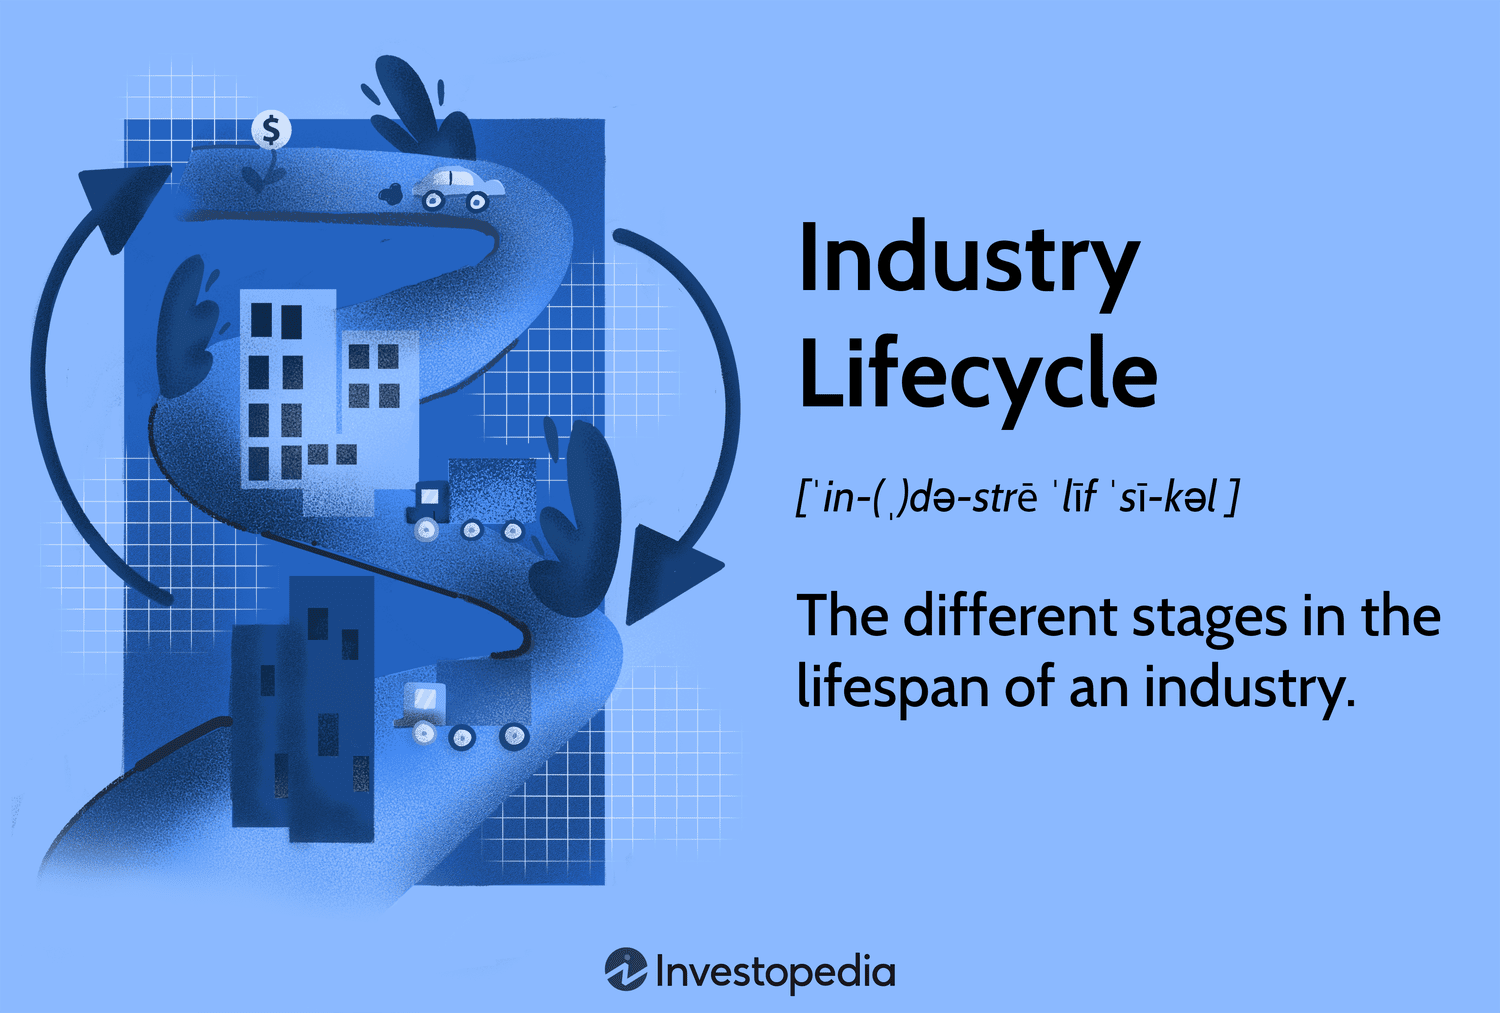 $
Industry
Lifecycle
[ˈin-(ˌ)də-strē ˈlīf ˈsī-kəl]
The different stages in the
lifespan of an industry.
Investopedia